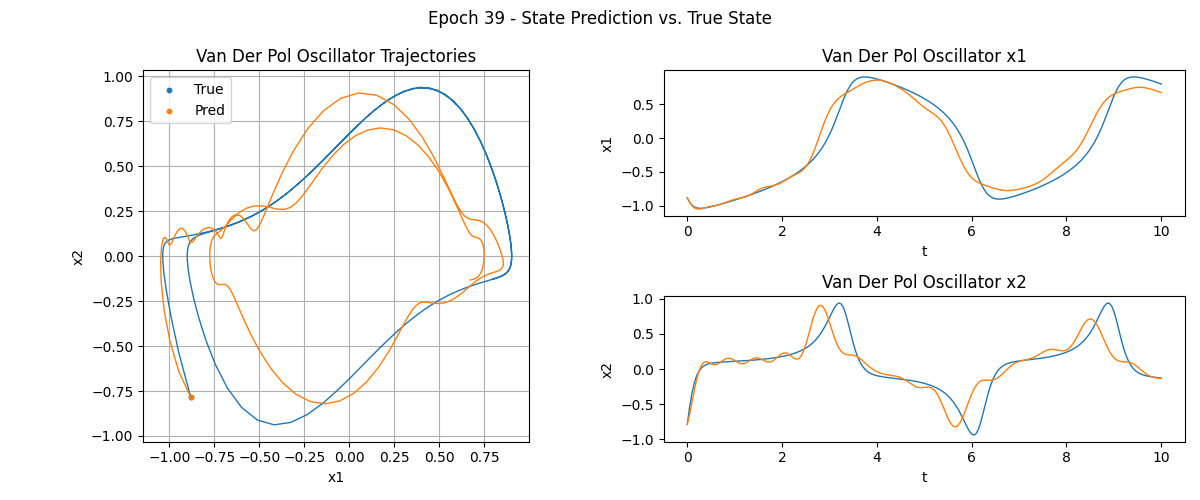 Epoch 39 - State Prediction vs. True State
Van Der Pol Oscillator Trajectories
True
Pred
1.00
0.75
0.50
0.25
0.00
−0.25
−0.50
−0.75
−1.00
x2
−1.00 −0.75 −0.50 −0.25 0.00 0.25 0.50 0.75
x1
Van Der Pol Oscillator x1
0.5
0.0
−0.5
−1.0
x1
0 2 4 6 8 10
t
Van Der Pol Oscillator x2
1.0
0.5
0.0
−0.5
−1.0
x2
0 2 4 6 8 10
t